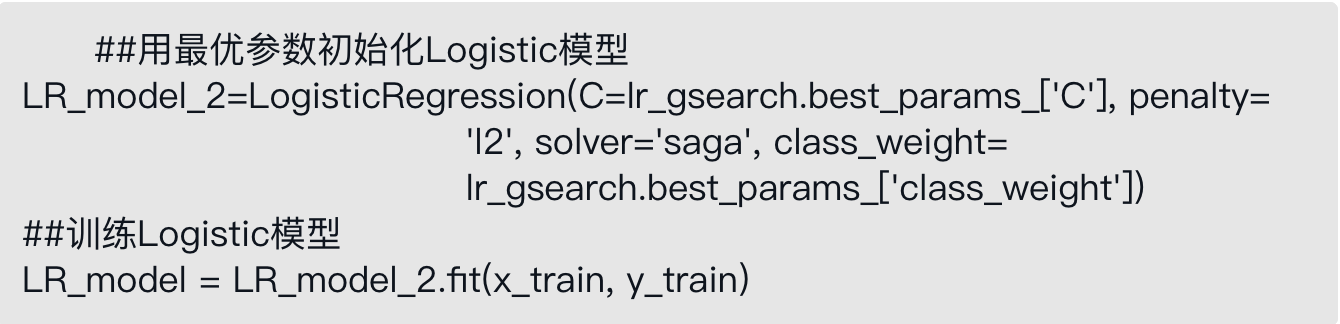 ##用最优参数初始化Logistic模型
LR_model_2=LogisticRegression(C=lr_gsearch.best_params_['C'], penalty=
'l2', solver='saga', class_weight=
lr_gsearch.best_params_['class_weight'])
##训练Logistic模型
LR_model = LR_model_2.fit(x_train, y_train)